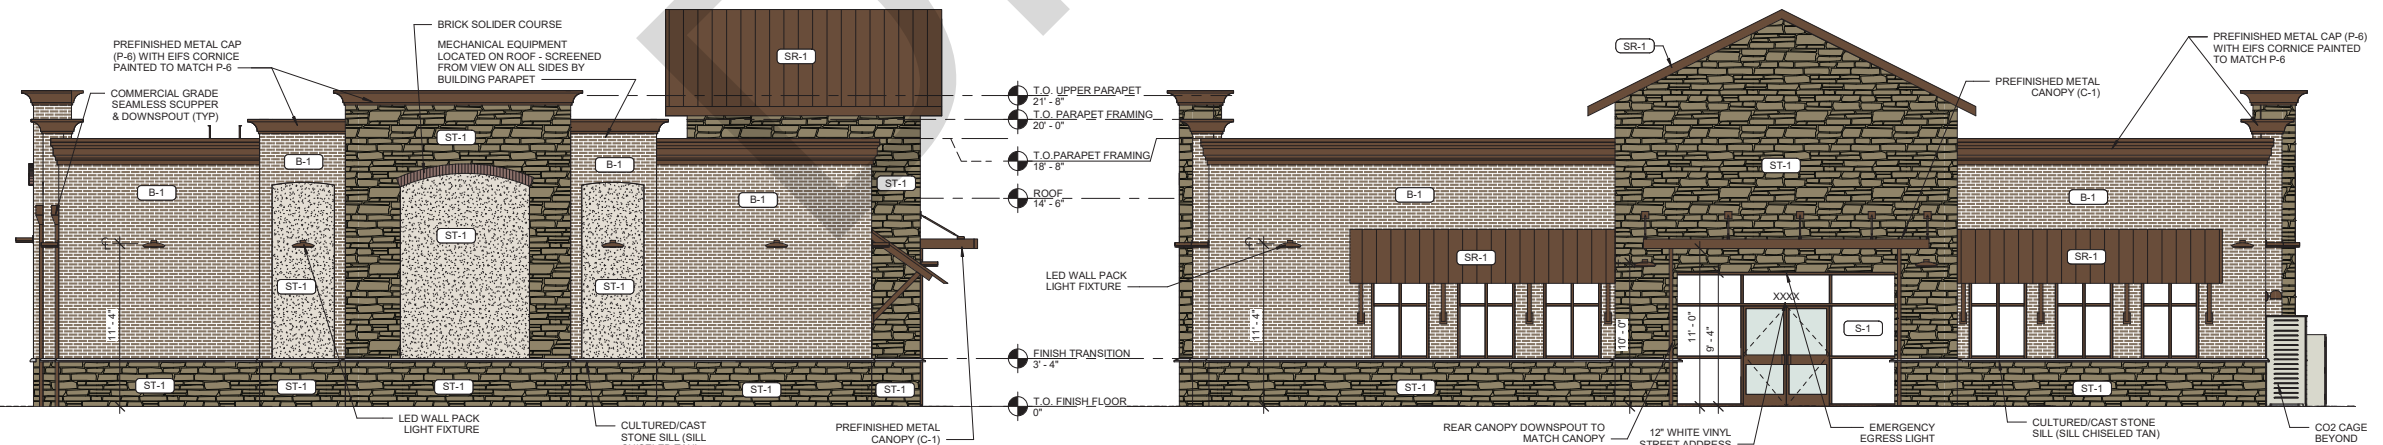 BRICK SOLIDER COURSE
PREFINISHED METAL CAP
(P-6) WITH EIFS CORNICE
PAINTED TO MATCH P-6
MECHANICAL EQUIPMENT
LOCATED ON ROOF - SCREENED
FROM VIEW ON ALL SIDES BY
BUILDING PARAPET
COMMERCIAL GRADE
SEAMLESS SCUPPER
& DOWNSPOUT (TYP)
SR-1
ST-1
B-1
B-1
B-1
B-1
ST-1
ST-1
ST-1
ST-1
11' - 4"
ST-1
ST-1
ST-1
ST-1
ST-1
LED WALL PACK
LIGHT FIXTURE
CULTURED/CAST
STONE SILL (SILL
PREFINISHED METAL
CANOPY (C-1)
T.O. UPPER PARAPET
21' - 8"
T.O. PARAPET FRAMING
20' - 0"
T.O.PARAPET FRAMING
18' - 8"
ROOF
14' - 6"
FINISH TRANSITION
3' - 4"
T.O. FINISH FLOOR
0"
LED WALL PACK
LIGHT FIXTURE
SR-1
PREFINISHED METAL
CANOPY (C-1)
PREFINISHED METAL CAP (P-6)
WITH EIFS CORNICE PAINTED
TO MATCH P-6
ST-1
B-1
B-1
SR-1
SR-1
XXXX
S-1
11' - 4"
10' - 0"
11' - 0"
9' - 4"
ST-1
ST-1
REAR CANOPY DOWNSPOUT TO
MATCH CANOPY
12" WHITE VINYL
STREET ADDRESS
EMERGENCY
EGRESS LIGHT
CULTURED/CAST STONE
SILL (SILL CHISELED TAN)
CO2 CAGE
BEYOND